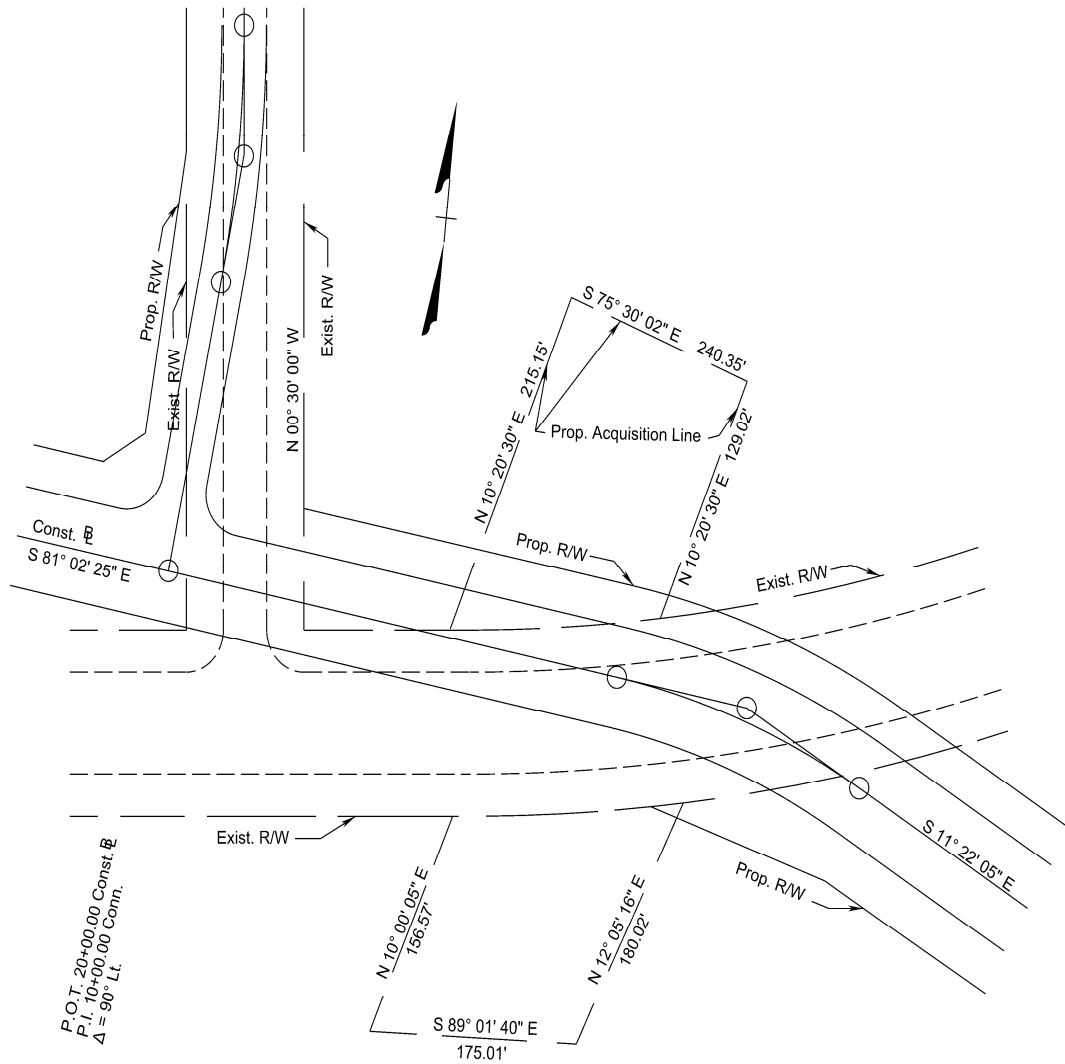 Prop. R/W
Exist. R/W
N 00° 30' 00" W
Exist. R/W
S 75° 30' 02" E 240.35'
N 10° 20' 30" E 215.15'
Prop. Acquisition Line
N 10° 20' 30" E 129.02'
Const. BL
S 81° 02' 25" E
Prop. R/W
Exist. R/W
Exist. R/W
S 11° 22' 05" E
Prop. R/W
P.O.T. 20+00.00 Const. BL
P.I. 10+00.00 Conn.
Δ = 90° Lt.
N 10° 00' 05" E
156.57'
N 12° 05' 16" E
180.02'
S 89° 01' 40" E
175.01'